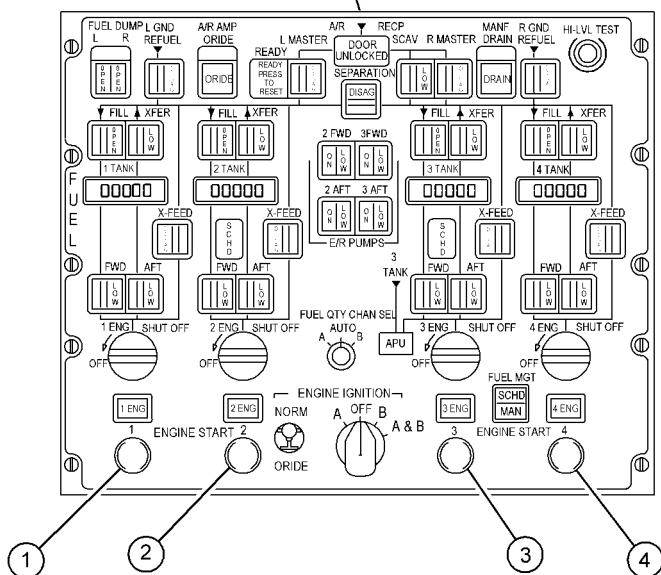 FUEL DUMP
L R
L GND REFUEL
A/R AMP ORIDE
L MASTER
A/R RECP
SCAV
R MASTER
MANF DRAIN
R GND REFUEL
HI-LVL TEST
OPEN OPEN
ORIDE
READY
READY PRESS TO RESET
DOOR UNLOCKED
SEPARATION
DISAG
LOW
DRAIN
FILL XFER
FILL XFER
FILL XFER
FILL XFER
OPEN LOW
OPEN LOW
OPEN LOW
OPEN LOW
2 FWD 3FWD
ON LOW ON LOW
1 TANK
2 TANK
3 TANK
4 TANK
00000
00000
00000
00000
2 AFT 3 AFT
ON LOW ON LOW
E/R PUMPS
FUEL
X-FEED
X-FEED
X-FEED
X-FEED
SCHD
SCHD
FWD AFT
FWD AFT
FWD AFT
FWD AFT
LOW LOW
LOW LOW
LOW LOW
LOW LOW
3 TANK
FUEL QTY CHAN SEL
AUTO
A B
APU
1 ENG SHUT OFF
2 ENG SHUT OFF
3 ENG SHUT OFF
4 ENG SHUT OFF
OFF
OFF
OFF
OFF
FUEL MGT
SCHD
MAN
1 ENG
2 ENG
3 ENG
4 ENG
ENGINE IGNITION
NORM
ORIDE
A OFF B A & B
1 ENGINE START 2
3 ENGINE START 4
1
2
3
4